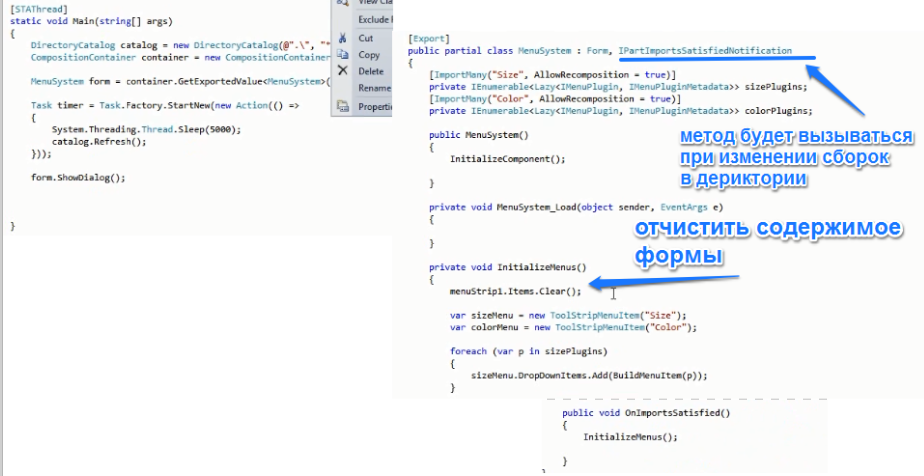 [STAThread]
static void Main(string[] args)
{
DirectoryCatalog catalog = new DirectoryCatalog(@".\", "*
CompositionContainer container = new CompositionContainer
MenuSystem form = container.GetExportedValue<MenuSystem>(
Task timer = Task.Factory.StartNew(new Action(() =>
{
System.Threading.Thread.Sleep(5000);
catalog.Refresh();
}));
form.ShowDialog();
}
View Cla
Exclude
Cut
Copy
Delete
Rename
Propertie
[Export]
public partial class MenuSystem : Form, IPartImportsSatisfiedNotification
{
[ImportMany("Size", AllowRecomposition = true)]
private IEnumerable<Lazy<IMenuPlugin, IMenuPluginMetadata>> sizePlugins;
[ImportMany("Color", AllowRecomposition = true)]
private IEnumerable<Lazy<IMenuPlugin, IMenuPluginMetadata>> colorPlugins;
public MenuSystem()
{
InitializeComponent();
}
private void MenuSystem_Load(object sender, EventArgs e)
{
}
private void InitializeMenus()
{
menuStrip1.Items.Clear();
var sizeMenu = new ToolStripMenuItem("Size");
var colorMenu = new ToolStripMenuItem("Color");
foreach (var p in sizePlugins)
{
sizeMenu.DropDownItems.Add(BuildMenuItem(p));
}
public void OnImportsSatisfied()
{
InitializeMenus();
}
метод будет вызываться
при изменении сборок
в дериктории
отчистить содержимое
формы